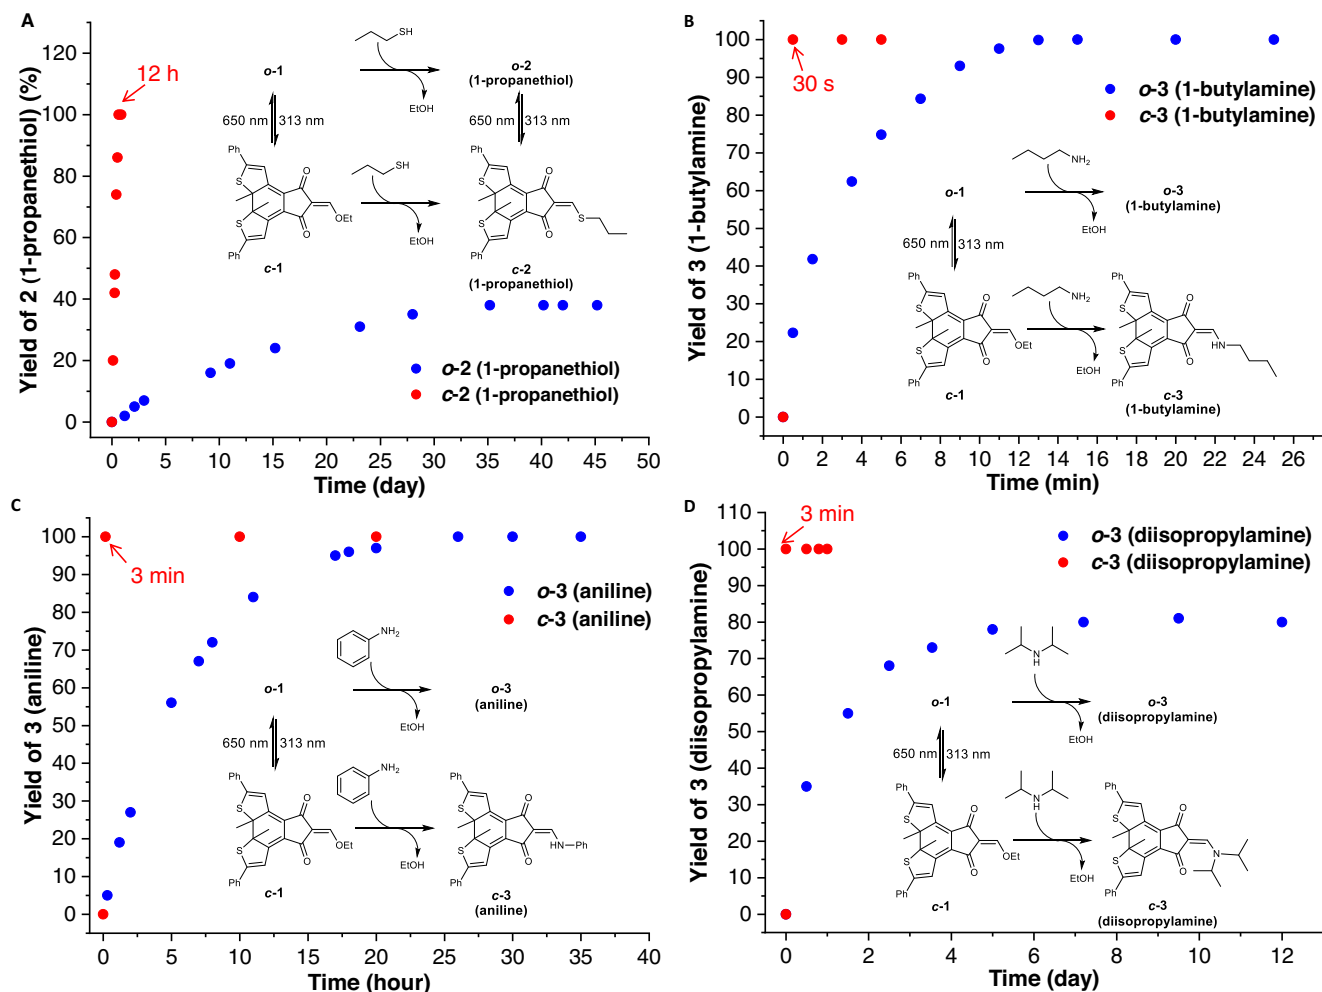 A
Yield of 2 (1-propanethiol) (%)
120
100
80
60
40
20
0
0 5 10 15 20 25 30 35 40 45 50
Time (day)
12 h
SH
o-1
EtOH
o-2
(1-propanethiol)
650 nm 313 nm
650 nm 313 nm
Ph
S
O
O
OEt
S
Ph
c-1
SH
EtOH
Ph
S
O
O
S
S
Ph
c-2
(1-propanethiol)
o-2 (1-propanethiol)
c-2 (1-propanethiol)
B
Yield of 3 (1-butylamine)
100
90
80
70
60
50
40
30
20
10
0
0 2 4 6 8 10 12 14 16 18 20 22 24 26
Time (min)
30 s
o-3 (1-butylamine)
c-3 (1-butylamine)
NH2
o-1
EtOH
o-3
(1-butylamine)
650 nm 313 nm
Ph
S
O
O
OEt
S
Ph
c-1
NH2
EtOH
Ph
S
O
O
HN
S
Ph
c-3
(1-butylamine)
C
Yield of 3 (aniline)
100
90
80
70
60
50
40
30
20
10
0
0 5 10 15 20 25 30 35 40
Time (hour)
3 min
o-3 (aniline)
c-3 (aniline)
NH2
o-1
EtOH
o-3
(aniline)
650 nm 313 nm
Ph
S
O
O
OEt
S
Ph
c-1
NH2
EtOH
Ph
S
O
O
HN Ph
S
Ph
c-3
(aniline)
D
Yield of 3 (diisopropylamine)
110
100
90
80
70
60
50
40
30
20
10
0
0 2 4 6 8 10 12
Time (day)
3 min
o-3 (diisopropylamine)
c-3 (diisopropylamine)
N
H
o-1
EtOH
o-3
(diisopropylamine)
650 nm 313 nm
Ph
S
O
O
OEt
S
Ph
c-1
N
H
EtOH
Ph
S
O
O
N
S
Ph
c-3
(diisopropylamine)